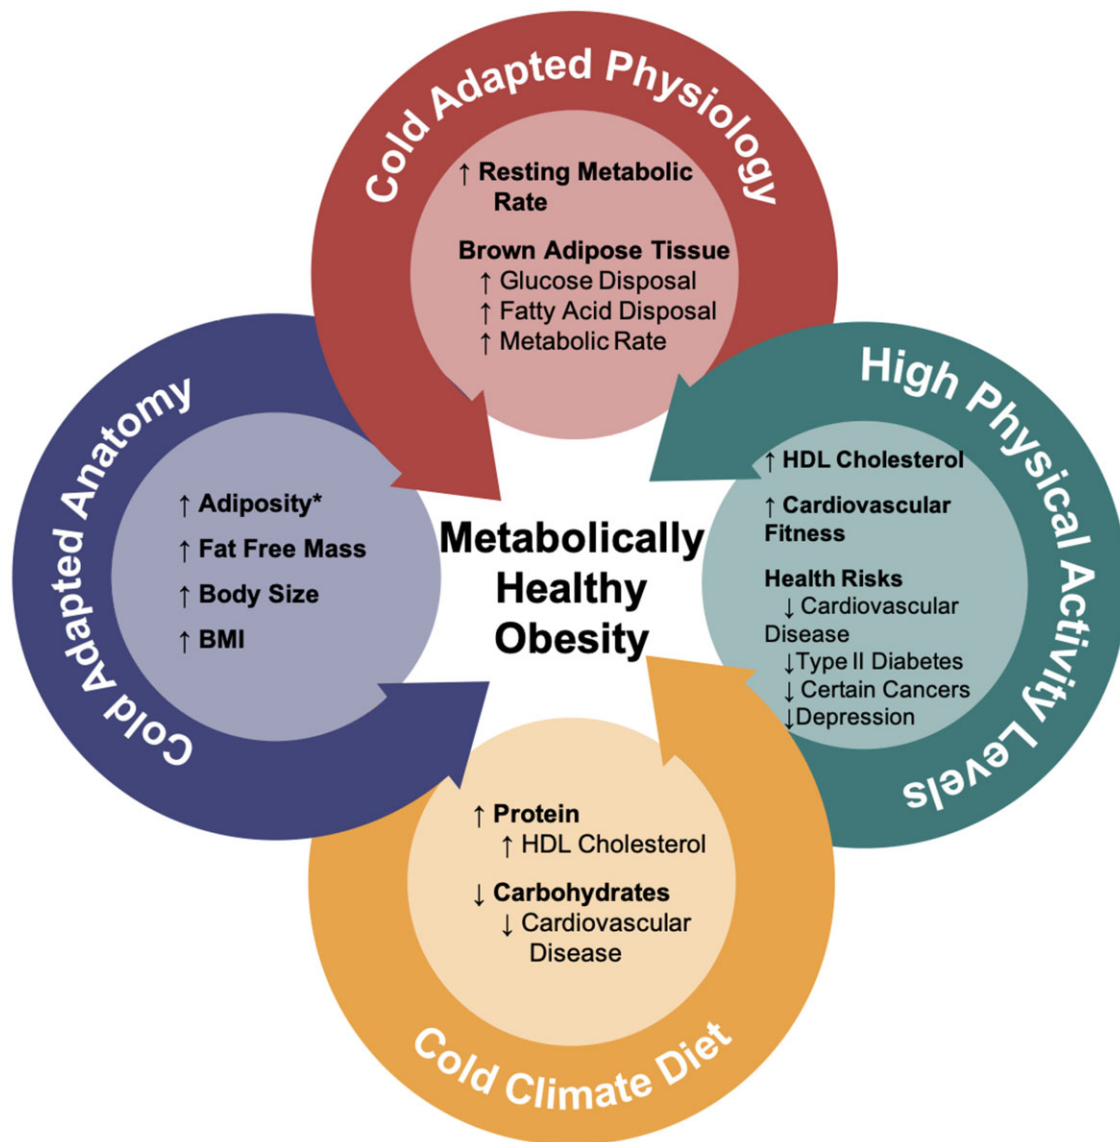 Cold Adapted Physiology
↑ Resting Metabolic
Rate
Brown Adipose Tissue
↑ Glucose Disposal
↑ Fatty Acid Disposal
↑ Metabolic Rate
High Physical Activity Levels
↑ HDL Cholesterol
↑ Cardiovascular
Fitness
Health Risks
↓ Cardiovascular
Disease
↓Type II Diabetes
↓ Certain Cancers
↓Depression
Cold Adapted Anatomy
↑ Adiposity*
↑ Fat Free Mass
↑ Body Size
↑ BMI
Metabolically
Healthy
Obesity
↑ Protein
↑ HDL Cholesterol
↓ Carbohydrates
↓ Cardiovascular
Disease
Cold Climate Diet